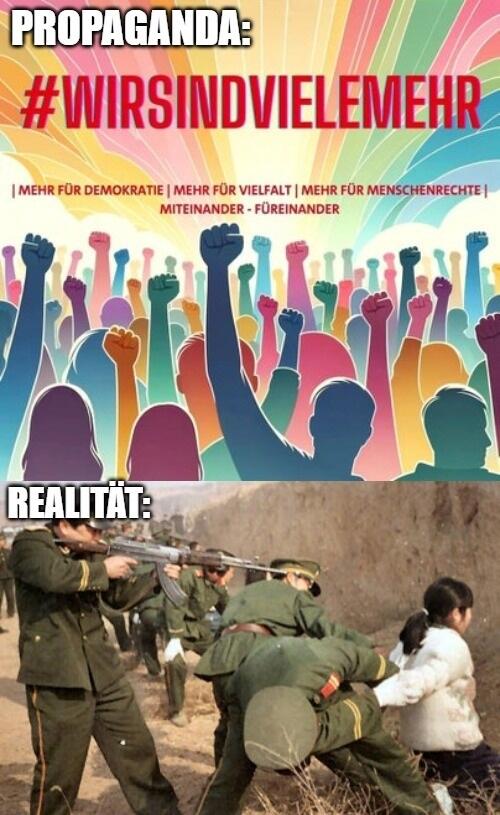 PROPAGANDA:
#WIRSINDVIELEMEHR
| MEHR FÜR DEMOKRATIE | MEHR FÜR VIELFALT | MEHR FÜR MENSCHENRECHTE |
MITEINANDER - FÜREINANDER
REALITÄT: